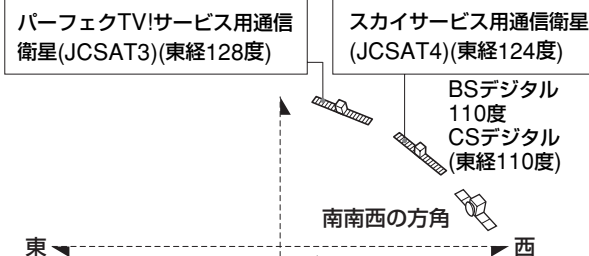 パーフェクTV!サービス用通信
衛星(JCSAT3)(東経128度)
スカイサービス用通信衛星
(JCSAT4)(東経124度)
BSデジタル
110度
CSデジタル
(東経110度)
南南西の方角
東
西